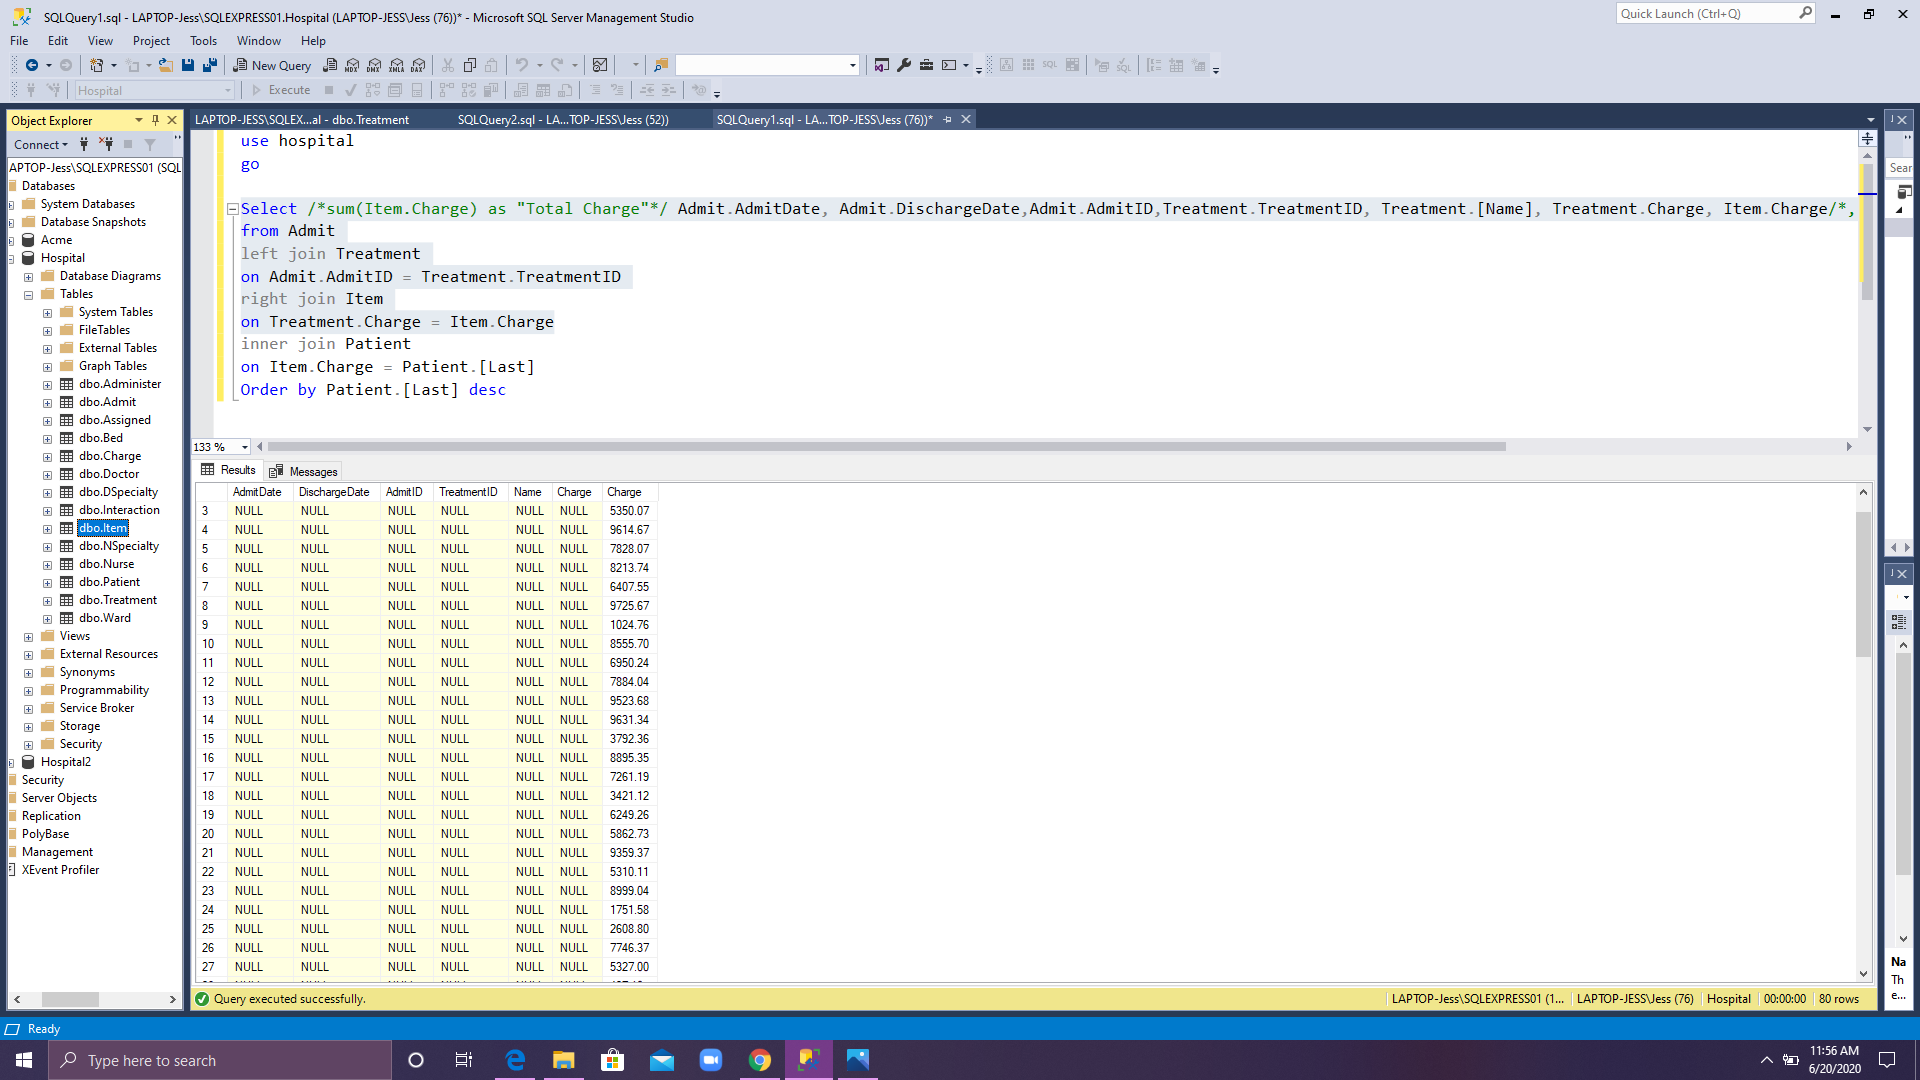 SQLQuery1.sql - LAPTOP-Jess\SQLEXPRESS01.Hospital (LAPTOP-JESS\Jess (76))* - Microsoft SQL Server Management Studio
Quick Launch (Ctrl+Q)
File Edit View Project Tools Window Help
New Query
MDX DMX XMLA DAX
SQL
Hospital
Execute
Object Explorer
LAPTOP-JESS\SQLEX...al - dbo.Treatment
SQLQuery2.sql - LA...TOP-JESS\Jess (52))
SQLQuery1.sql - LA...TOP-JESS\Jess (76))*
Connect
APTOP-Jess\SQLEXPRESS01 (SQL
Databases
System Databases
Database Snapshots
Acme
Hospital
Database Diagrams
Tables
System Tables
FileTables
External Tables
Graph Tables
dbo.Administer
dbo.Admit
dbo.Assigned
dbo.Bed
dbo.Charge
dbo.Doctor
dbo.DSpecialty
dbo.Interaction
dbo.Item
dbo.NSpecialty
dbo.Nurse
dbo.Patient
dbo.Treatment
dbo.Ward
Views
External Resources
Synonyms
Programmability
Service Broker
Storage
Security
Hospital2
Security
Server Objects
Replication
PolyBase
Management
XEvent Profiler
use hospital
go
Select /*sum(Item.Charge) as "Total Charge"*/ Admit.AdmitDate, Admit.DischargeDate,Admit.AdmitID,Treatment.TreatmentID, Treatment.[Name], Treatment.Charge, Item.Charge/*,
from Admit
left join Treatment
on Admit.AdmitID = Treatment.TreatmentID
right join Item
on Treatment.Charge = Item.Charge
inner join Patient
on Item.Charge = Patient.[Last]
Order by Patient.[Last] desc
133 %
Results Messages
AdmitDate DischargeDate AdmitID TreatmentID Name Charge Charge
3 NULL NULL NULL NULL NULL NULL 5350.07
4 NULL NULL NULL NULL NULL NULL 9614.67
5 NULL NULL NULL NULL NULL NULL 7828.07
6 NULL NULL NULL NULL NULL NULL 8213.74
7 NULL NULL NULL NULL NULL NULL 6407.55
8 NULL NULL NULL NULL NULL NULL 9725.67
9 NULL NULL NULL NULL NULL NULL 1024.76
10 NULL NULL NULL NULL NULL NULL 8555.70
11 NULL NULL NULL NULL NULL NULL 6950.24
12 NULL NULL NULL NULL NULL NULL 7884.04
13 NULL NULL NULL NULL NULL NULL 9523.68
14 NULL NULL NULL NULL NULL NULL 9631.34
15 NULL NULL NULL NULL NULL NULL 3792.36
16 NULL NULL NULL NULL NULL NULL 8895.35
17 NULL NULL NULL NULL NULL NULL 7261.19
18 NULL NULL NULL NULL NULL NULL 3421.12
19 NULL NULL NULL NULL NULL NULL 6249.26
20 NULL NULL NULL NULL NULL NULL 5862.73
21 NULL NULL NULL NULL NULL NULL 9359.37
22 NULL NULL NULL NULL NULL NULL 5310.11
23 NULL NULL NULL NULL NULL NULL 8999.04
24 NULL NULL NULL NULL NULL NULL 1751.58
25 NULL NULL NULL NULL NULL NULL 2608.80
26 NULL NULL NULL NULL NULL NULL 7746.37
27 NULL NULL NULL NULL NULL NULL 5327.00
Query executed successfully.
LAPTOP-Jess\SQLEXPRESS01 (1... LAPTOP-JESS\Jess (76) Hospital 00:00:00 80 rows
Sear
Na
Th
e...
Ready
Type here to search
11:56 AM
6/20/2020